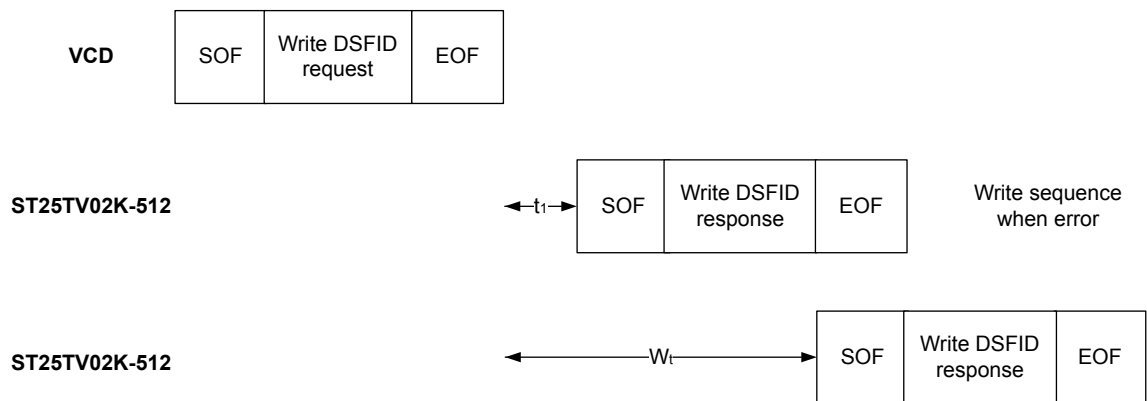 VCD
SOF
Write DSFID
request
EOF
ST25TV02K-512
t1
SOF
Write DSFID
response
EOF
Write sequence
when error
ST25TV02K-512
Wt
SOF
Write DSFID
response
EOF